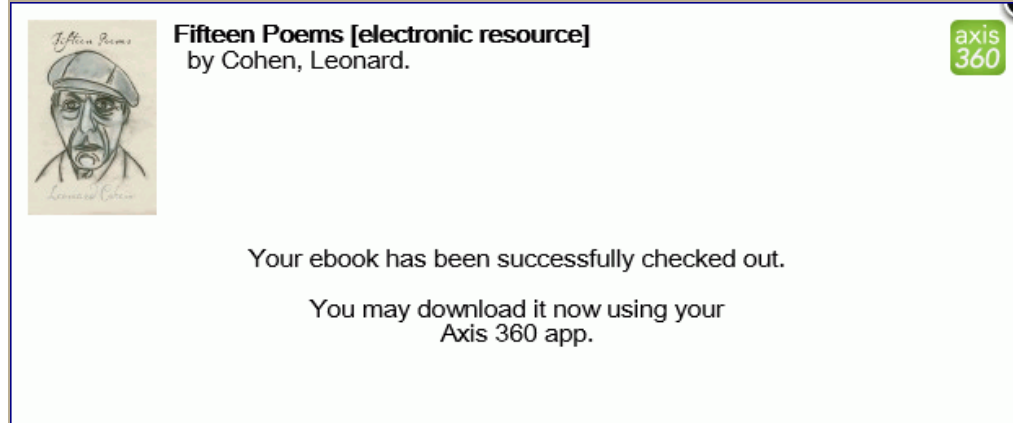 Fifteen Poems
Leonard Cohen
Fifteen Poems [electronic resource]
by Cohen, Leonard.
axis
360
Your ebook has been successfully checked out.
You may download it now using your
Axis 360 app.